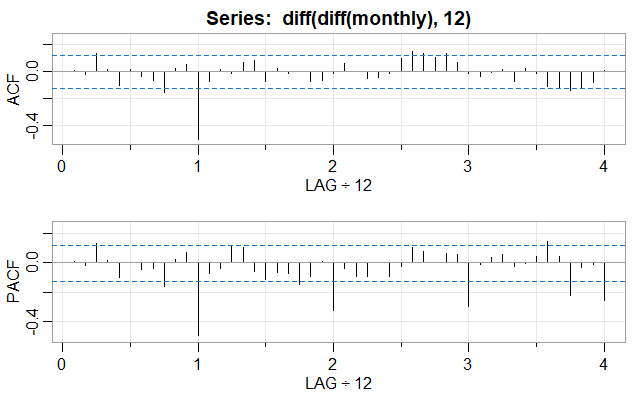 Series:  diff(diff(monthly), 12)
ACF
0.0
-0.4
0 1 2 3 4
LAG ÷ 12
PACF
0.0
-0.4
0 1 2 3 4
LAG ÷ 12